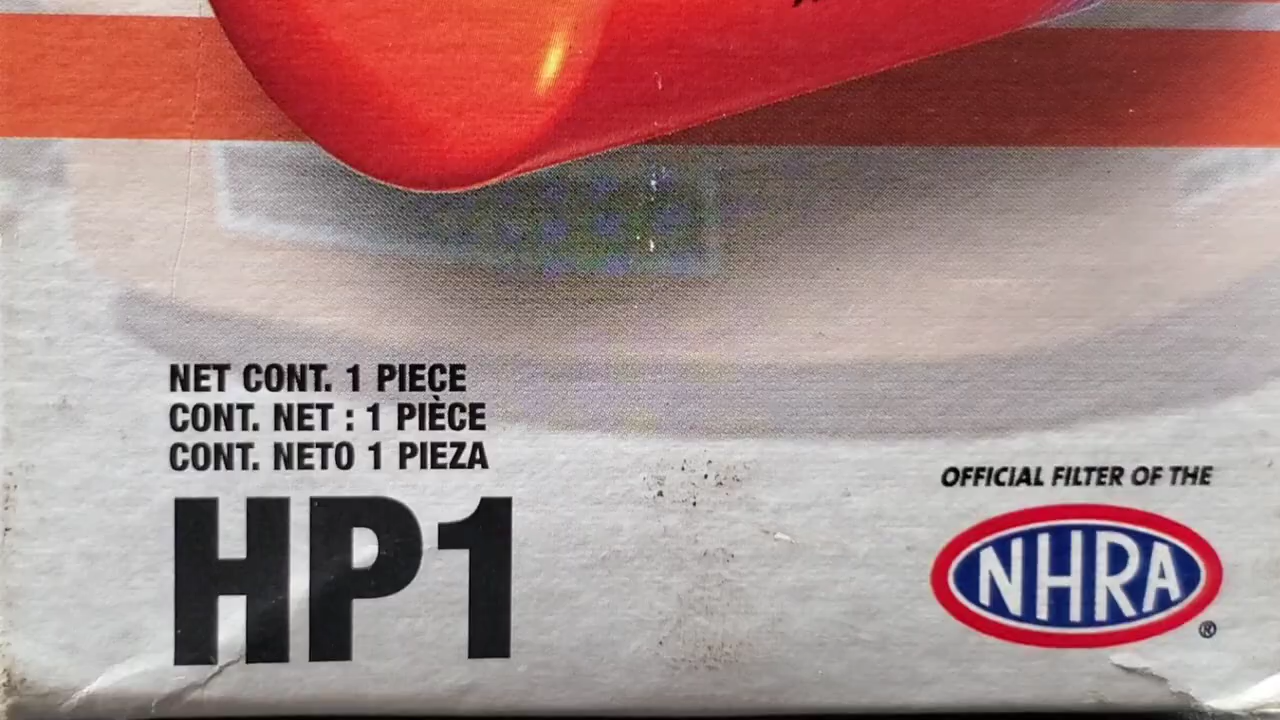 NET CONT. 1 PIECE
CONT. NET : 1 PIÈCE
CONT. NETO 1 PIEZA
HP1
OFFICIAL FILTER OF THE
NHRA
®